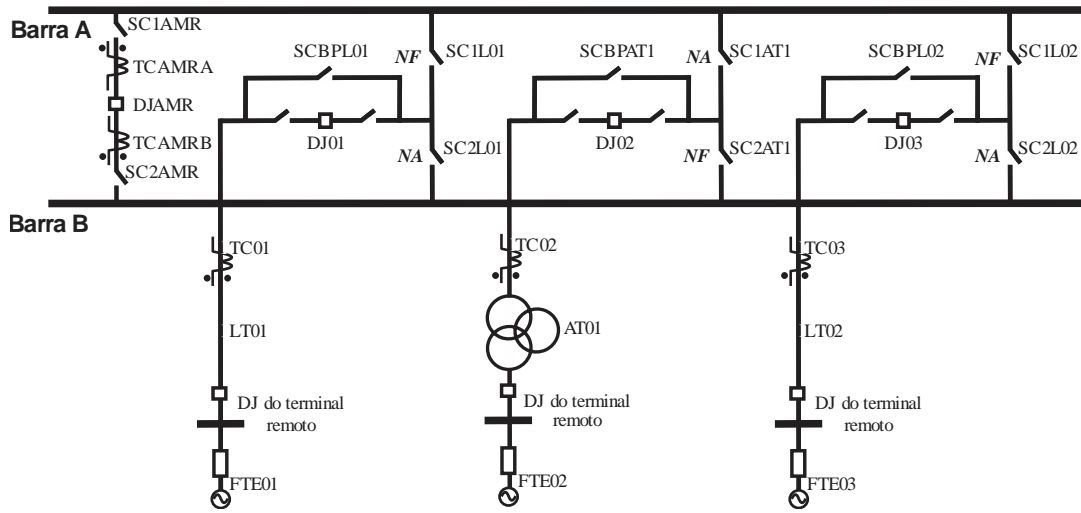 Barra A
SC1AMR
TCAMRA
DJAMR
TCAMRB
SC2AMR
SCBPL01
NF
SC1L01
DJ01
NA
SC2L01
SCBPAT1
NA
SC1AT1
DJ02
NF
SC2AT1
SCBPL02
NF
SC1L02
DJ03
NA
SC2L02
Barra B
TC01
TC02
TC03
LT01
AT01
LT02
DJ do terminal
remoto
DJ do terminal
remoto
DJ do terminal
remoto
FTE01
FTE02
FTE03